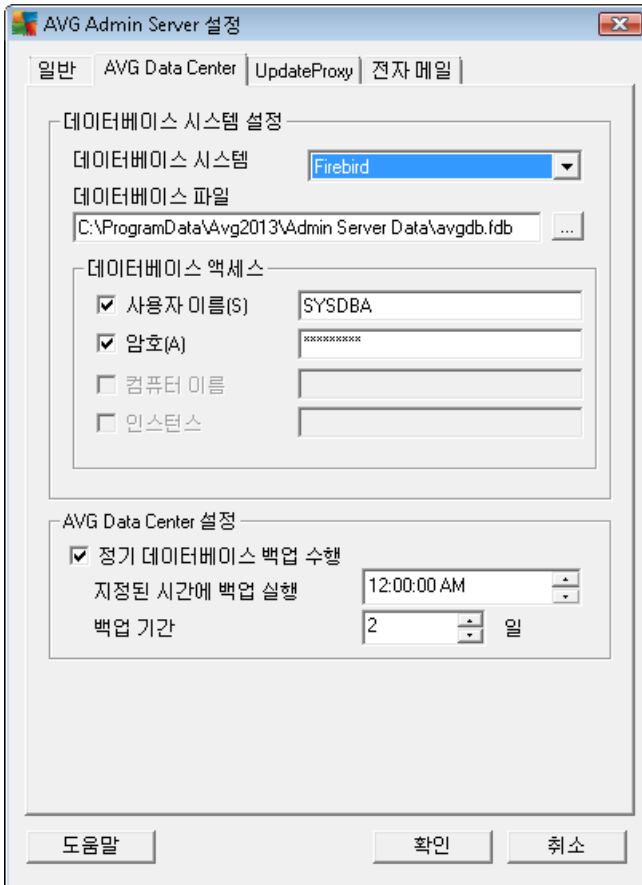 AVG Admin Server 설정
일반 AVG Data Center UpdateProxy 전자 메일
데이터베이스 시스템 설정
데이터베이스 시스템 Firebird
데이터베이스 파일
C:\ProgramData\Avg2013\Admin Server Data\avgdb.fdb ...
데이터베이스 액세스
사용자 이름(S) SYSDBA
암호(A) *********
컴퓨터 이름
인스턴스
AVG Data Center 설정
정기 데이터베이스 백업 수행
지정된 시간에 백업 실행 12:00:00 AM
백업 기간 2 일
도움말 확인 취소